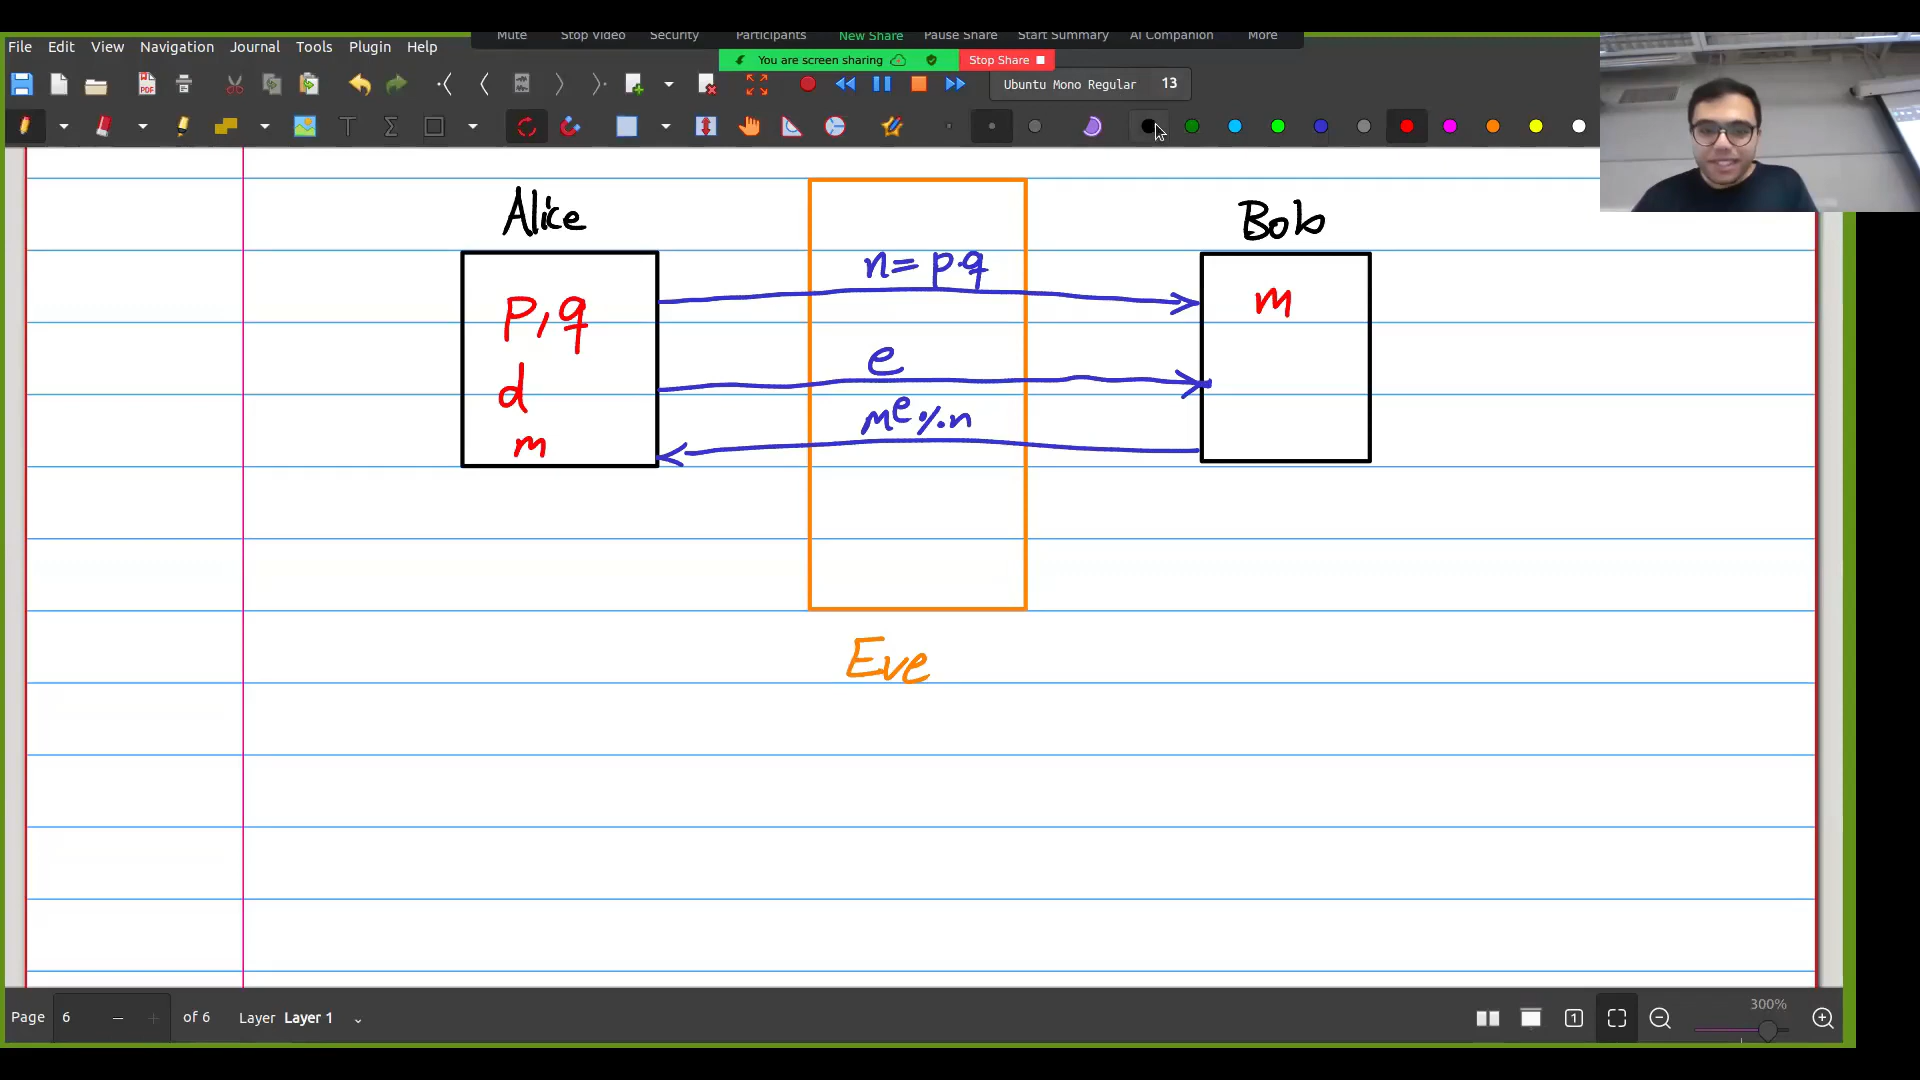 Mute Stop Video Security Participants New Share Pause Share Start Summary AI Companion More
File Edit View Navigation Journal Tools Plugin Help
You are screen sharing Stop Share
Ubuntu Mono Regular 13
Alice
Bob
n = p.q
p, q
m
e
d
m^e % n
m
Eve
Page 6 of 6 Layer Layer 1
1
300%